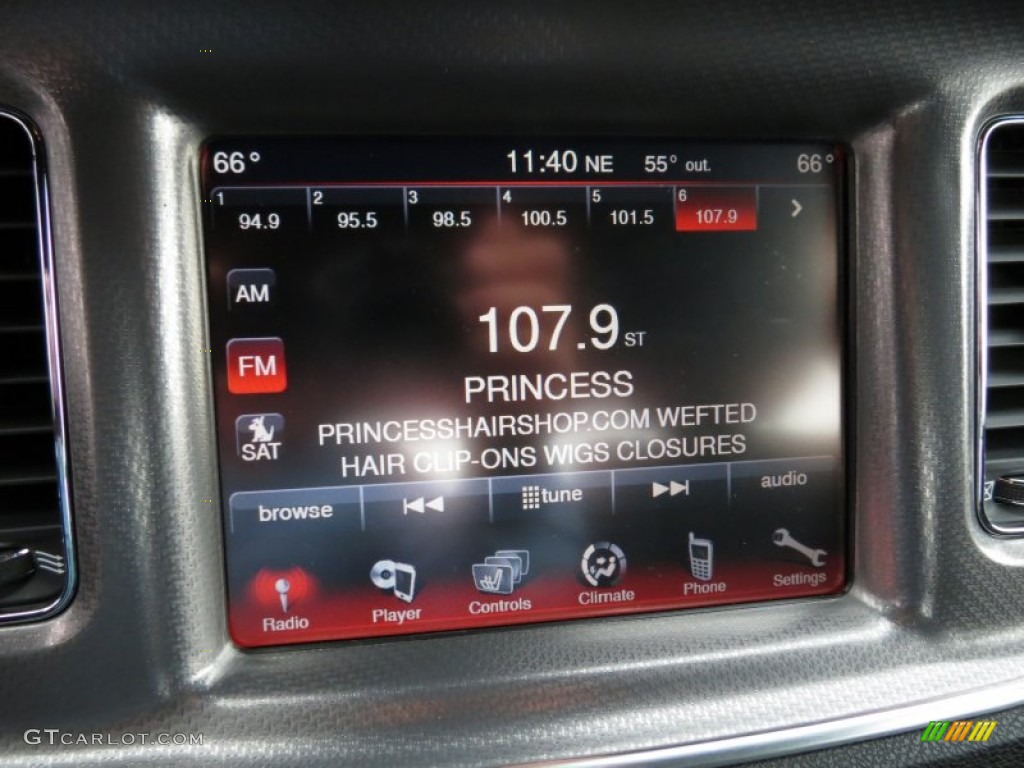 66° 11:40 NE 55° out. 66°
1 2 3 4 5 6
94.9 95.5 98.5 100.5 101.5 107.9 >
AM
FM
SAT
107.9 ST
PRINCESS
PRINCESSHAIRSHOP.COM WEFTED
HAIR CLIP-ONS WIGS CLOSURES
browse tune audio
Radio Player Controls Climate Phone Settings
GTCARLOT.COM